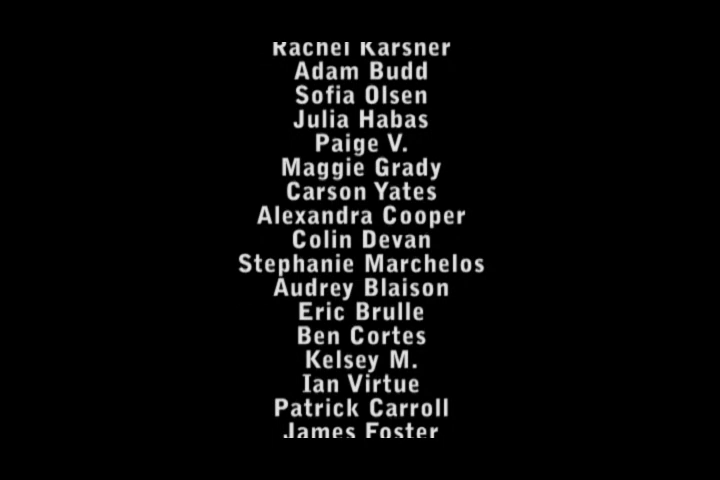 Rachel Karsner
Adam Budd
Sofia Olsen
Julia Habas
Paige V.
Maggie Grady
Carson Yates
Alexandra Cooper
Colin Devan
Stephanie Marchelos
Audrey Blaison
Eric Brulle
Ben Cortes
Kelsey M.
Ian Virtue
Patrick Carroll
James Foster